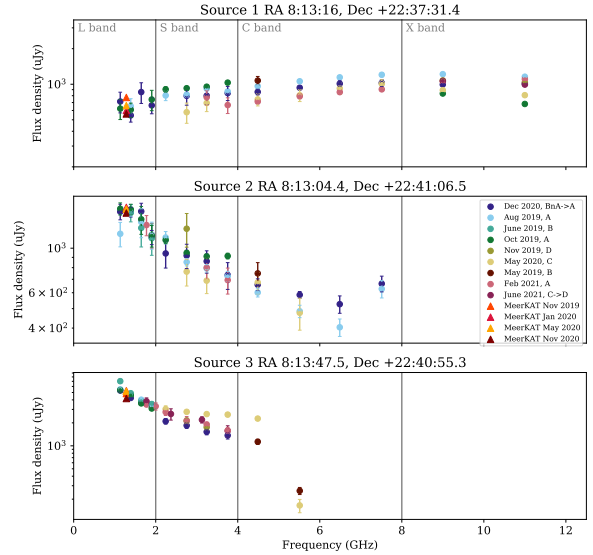 Source 1 RA 8:13:16, Dec +22:37:31.4
L band S band C band X band
10³
Flux density (uJy)
Source 2 RA 8:13:04.4, Dec +22:41:06.5
10³
6 × 10²
4 × 10²
Flux density (uJy)
Dec 2020, BnA->A
Aug 2019, A
June 2019, B
Oct 2019, A
Nov 2019, D
May 2020, C
May 2019, B
Feb 2021, A
June 2021, C->D
MeerKAT Nov 2019
MeerKAT Jan 2020
MeerKAT May 2020
MeerKAT Nov 2020
Source 3 RA 8:13:47.5, Dec +22:40:55.3
10³
Flux density (uJy)
0 2 4 6 8 10 12
Frequency (GHz)